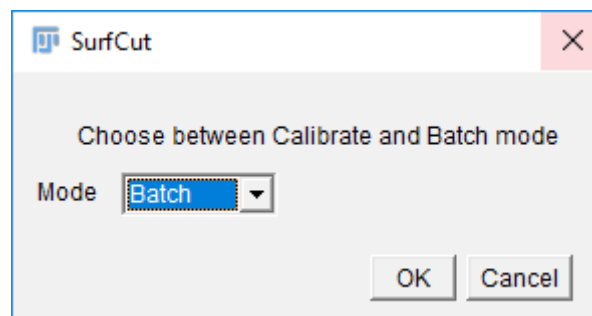 SurfCut
Choose between Calibrate and Batch mode
Mode Batch
OK Cancel